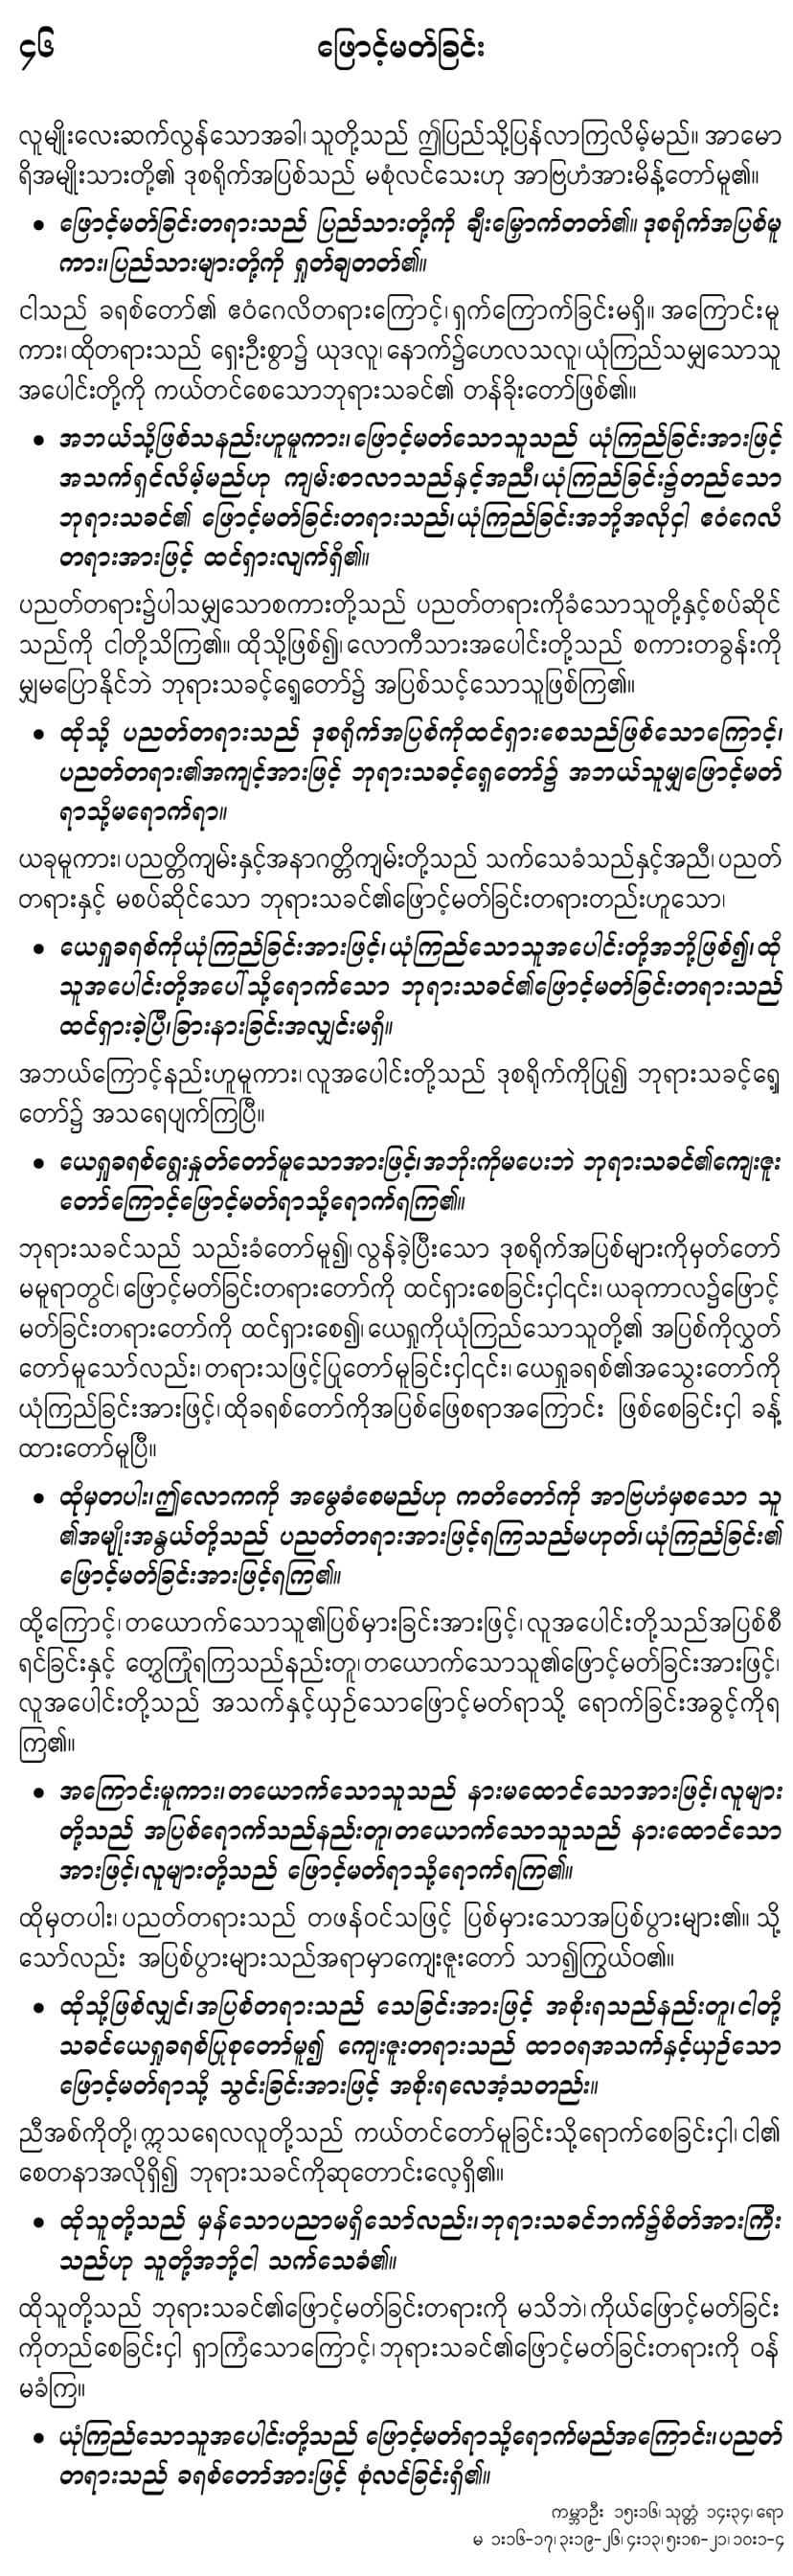 ၄၆
ဖြောင့်မတ်ခြင်း
လူမျိုးလေးဆက်လွန်သောအခါ၊ သူတို့သည် ဤပြည်သို့ပြန်လာကြလိမ့်မည်။ အာမော
ရိအမျိုးသားတို့၏ ဒုစရိုက်အပြစ်သည် မစုံလင်သေးဟု အာဗြဟံအားမိန့်တော်မူ၏။
• ဖြောင့်မတ်ခြင်းတရားသည် ပြည်သားတို့ကို ချီးမြှောက်တတ်၏။ ဒုစရိုက်အပြစ်မူ
ကား၊ ပြည်သားများတို့ကို ရှုတ်ချတတ်၏။
ငါသည် ခရစ်တော်၏ ဧဝံဂေလိတရားကြောင့်၊ ရှက်ကြောက်ခြင်းမရှိ။ အကြောင်းမူ
ကား၊ ထိုတရားသည် ရှေးဦးစွာ၌ ယုဒလူ၊ နောက်၌ဟေလသလူ၊ ယုံကြည်သမျှသောသူ
အပေါင်းတို့ကို ကယ်တင်စေသောဘုရားသခင်၏ တန်ခိုးတော်ဖြစ်၏။
• အဘယ်သို့ဖြစ်သနည်းဟူမူကား၊ ဖြောင့်မတ်သောသူသည် ယုံကြည်ခြင်းအားဖြင့်
အသက်ရှင်လိမ့်မည်ဟု ကျမ်းစာလာသည်နှင့်အညီ၊ ယုံကြည်ခြင်း၌တည်သော
ဘုရားသခင်၏ ဖြောင့်မတ်ခြင်းတရားသည်၊ ယုံကြည်ခြင်းအဘို့အလိုငှါ ဧဝံဂေလိ
တရားအားဖြင့် ထင်ရှားလျက်ရှိ၏။
ပညတ်တရား၌ပါသမျှသောစကားတို့သည် ပညတ်တရားကိုခံသောသူတို့နှင့်စပ်ဆိုင်
သည်ကို ငါတို့သိကြ၏။ ထိုသို့ဖြစ်၍၊ လောကီသားအပေါင်းတို့သည် စကားတခွန်းကို
မျှမပြောနိုင်ဘဲ ဘုရားသခင့်ရှေ့တော်၌ အပြစ်သင့်သောသူဖြစ်ကြ၏။
• ထိုသို့ ပညတ်တရားသည် ဒုစရိုက်အပြစ်ကိုထင်ရှားစေသည်ဖြစ်သောကြောင့်၊
ပညတ်တရား၏အကျင့်အားဖြင့် ဘုရားသခင့်ရှေ့တော်၌ အဘယ်သူမျှဖြောင့်မတ်
ရာသို့မရောက်ရာ။
ယခုမူကား၊ ပညတ္တိကျမ်းနှင့်အနာဂတ္တိကျမ်းတို့သည် သက်သေခံသည်နှင့်အညီ၊ ပညတ်
တရားနှင့် မစပ်ဆိုင်သော ဘုရားသခင်၏ဖြောင့်မတ်ခြင်းတရားတည်းဟူသော၊
• ယေရှုခရစ်ကိုယုံကြည်ခြင်းအားဖြင့်၊ ယုံကြည်သောသူအပေါင်းတို့အဘို့ဖြစ်၍၊ ထို
သူအပေါင်းတို့အပေါ်သို့ရောက်သော ဘုရားသခင်၏ဖြောင့်မတ်ခြင်းတရားသည်
ထင်ရှားခဲ့ပြီ၊ ခြားနားခြင်းအလျှင်းမရှိ။
အဘယ်ကြောင့်နည်းဟူမူကား၊ လူအပေါင်းတို့သည် ဒုစရိုက်ကိုပြု၍ ဘုရားသခင့်ရှေ့
တော်၌ အသရေပျက်ကြပြီ။
• ယေရှုခရစ်ရွေးနှုတ်တော်မူသောအားဖြင့်၊ အဘိုးကိုမပေးဘဲ ဘုရားသခင်၏ကျေးဇူး
တော်ကြောင့်ဖြောင့်မတ်ရာသို့ရောက်ရကြ၏။
ဘုရားသခင်သည် သည်းခံတော်မူ၍၊ လွန်ခဲ့ပြီးသော ဒုစရိုက်အပြစ်များကိုမှတ်တော်
မမူရာတွင်၊ ဖြောင့်မတ်ခြင်းတရားတော်ကို ထင်ရှားစေခြင်းငှါ၎င်း၊ ယခုကာလ၌ဖြောင့်
မတ်ခြင်းတရားတော်ကို ထင်ရှားစေ၍၊ ယေရှုကိုယုံကြည်သောသူတို့၏ အပြစ်ကိုလွှတ်
တော်မူသော်လည်း၊ တရားသဖြင့်ပြုတော်မူခြင်းငှါ၎င်း၊ ယေရှုခရစ်၏အသွေးတော်ကို
ယုံကြည်ခြင်းအားဖြင့်၊ ထိုခရစ်တော်ကိုအပြစ်ဖြေစရာအကြောင်း ဖြစ်စေခြင်းငှါ ခန့်
ထားတော်မူပြီ။
• ထိုမှတပါး၊ ဤလောကကို အမွေခံစေမည်ဟု ကတိတော်ကို အာဗြဟံမှစသော သူ
၏အမျိုးအနွယ်တို့သည် ပညတ်တရားအားဖြင့်ရကြသည်မဟုတ်၊ ယုံကြည်ခြင်း၏
ဖြောင့်မတ်ခြင်းအားဖြင့်ရကြ၏။
ထို့ကြောင့်၊ တယောက်သောသူ၏ပြစ်မှားခြင်းအားဖြင့်၊ လူအပေါင်းတို့သည်အပြစ်စီ
ရင်ခြင်းနှင့် တွေ့ကြုံရကြသည်နည်းတူ၊ တယောက်သောသူ၏ဖြောင့်မတ်ခြင်းအားဖြင့်၊
လူအပေါင်းတို့သည် အသက်နှင့်ယှဉ်သောဖြောင့်မတ်ရာသို့ ရောက်ခြင်းအခွင့်ကိုရ
ကြ၏။
• အကြောင်းမူကား၊ တယောက်သောသူသည် နားမထောင်သောအားဖြင့်၊ လူများ
တို့သည် အပြစ်ရောက်သည်နည်းတူ၊ တယောက်သောသူသည် နားထောင်သော
အားဖြင့်၊ လူများတို့သည် ဖြောင့်မတ်ရာသို့ရောက်ရကြ၏။
ထိုမှတပါး၊ ပညတ်တရားသည် တဖန်ဝင်သဖြင့် ပြစ်မှားသောအပြစ်ပွားများ၏။ သို့
သော်လည်း အပြစ်ပွားများသည်အရာမှာကျေးဇူးတော် သာ၍ကြွယ်ဝ၏။
• ထိုသို့ဖြစ်လျှင်၊ အပြစ်တရားသည် သေခြင်းအားဖြင့် အစိုးရသည်နည်းတူ၊ ငါတို့
သခင်ယေရှုခရစ်ပြုစုတော်မူ၍ ကျေးဇူးတရားသည် ထာဝရအသက်နှင့်ယှဉ်သော
ဖြောင့်မတ်ရာသို့ သွင်းခြင်းအားဖြင့် အစိုးရလေအံ့သတည်း။
ညီအစ်ကိုတို့၊ ဣသရေလလူတို့သည် ကယ်တင်တော်မူခြင်းသို့ရောက်စေခြင်းငှါ၊ ငါ၏
စေတနာအလိုရှိ၍ ဘုရားသခင်ကိုဆုတောင်းလေ့ရှိ၏။
• ထိုသူတို့သည် မှန်သောပညာမရှိသော်လည်း၊ ဘုရားသခင်ဘက်၌စိတ်အားကြီး
သည်ဟု သူတို့အဘို့ငါ သက်သေခံ၏။
ထိုသူတို့သည် ဘုရားသခင်၏ဖြောင့်မတ်ခြင်းတရားကို မသိဘဲ၊ ကိုယ်ဖြောင့်မတ်ခြင်း
ကိုတည်စေခြင်းငှါ ရှာကြံသောကြောင့်၊ ဘုရားသခင်၏ဖြောင့်မတ်ခြင်းတရားကို ဝန်
မခံကြ။
• ယုံကြည်သောသူအပေါင်းတို့သည် ဖြောင့်မတ်ရာသို့ရောက်မည်အကြောင်း၊ ပညတ်
တရားသည် ခရစ်တော်အားဖြင့် စုံလင်ခြင်းရှိ၏။
ကမ္ဘာဦး ၁၅:၁၆၊ သုတ္တံ ၁၄:၃၄၊ ရော
မ ၁:၁၆-၁၇၊ ၃:၁၉-၂၆၊ ၄:၁၃၊ ၅:၁၈-၂၁၊ ၁၀:၁-၄